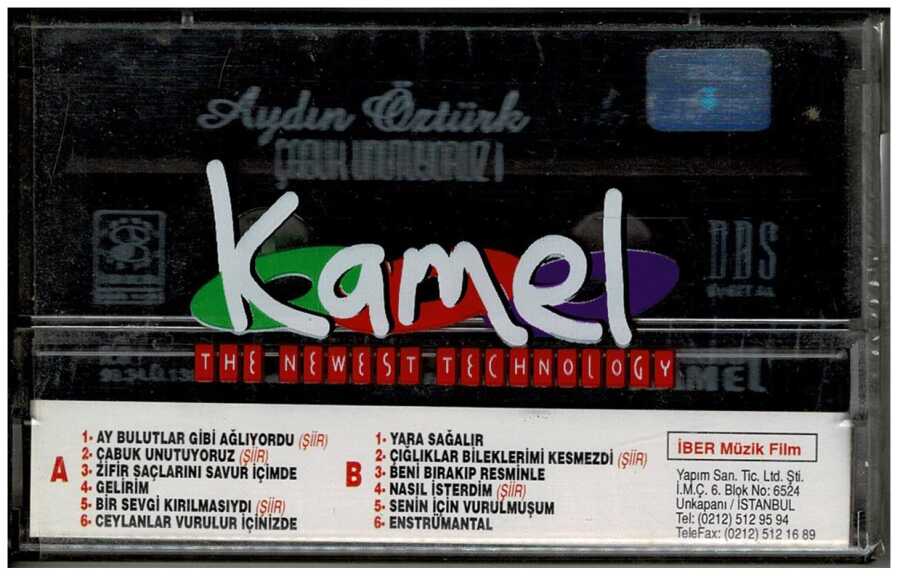 Aydın Öztürk
Kamel
THE NEWEST TECHNOLOGY
A
1- AY BULUTLAR GİBİ AĞLIYORDU (ŞİİR)
2- ÇABUK UNUTUYORUZ (ŞİİR)
3- ZİFİR SAÇLARINI SAVUR İÇİMDE
4- GELİRİM
5- BİR SEVGİ KIRILMASIYDI (ŞİİR)
6- CEYLANLAR VURULUR İÇİNİZDE
B
1- YARA SAĞALIR
2- ÇIĞLIKLAR BİLEKLERİMİ KESMEZDİ (ŞİİR)
3- BENİ BIRAKIP RESMİNLE
4- NASIL İSTERDİM (ŞİİR)
5- SENİN İÇİN VURULMUŞUM
6- ENSTRÜMANTAL
İBER Müzik Film
Yapım San. Tic. Ltd. Şti.
İ.M.Ç. 6. Blok No: 6524
Unkapanı / İSTANBUL
Tel: (0212) 512 95 94
TeleFax: (0212) 512 16 89